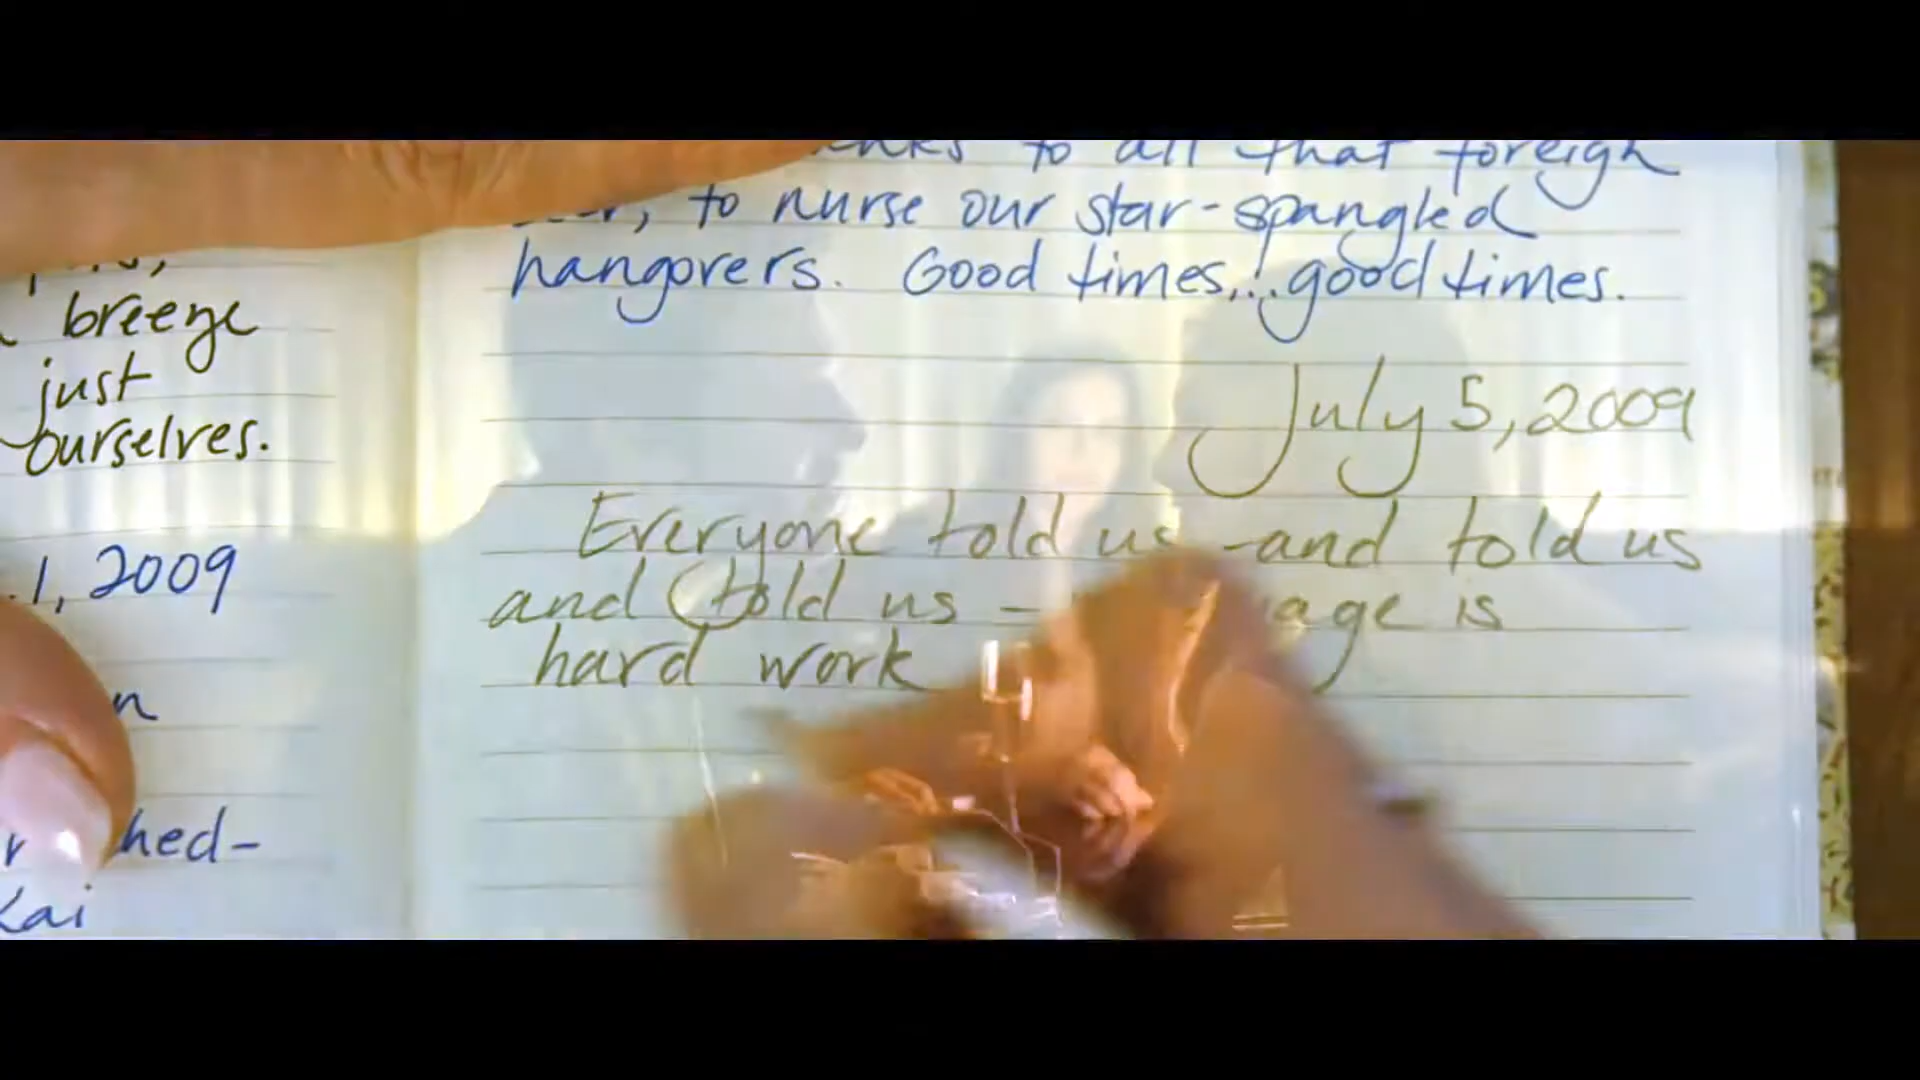 breeze
just
ourselves.
1, 2009
n
hed-
Kai
to all that foreign
to nurse our star-spangled
hangovers. Good times... good times.
July 5, 2009
Everyone told us -and told us
and told us - age is
hard work